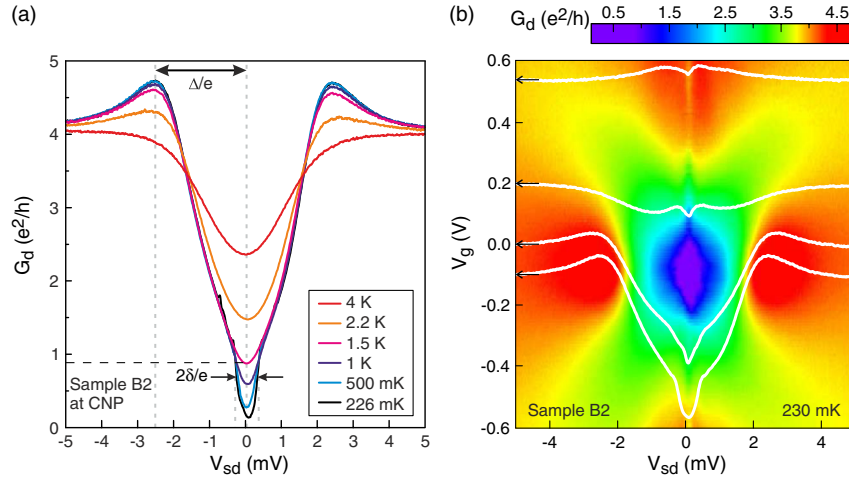 (a)
Δ/e
G_d (e²/h)
5
4
3
2
1
0
4 K
2.2 K
1.5 K
1 K
500 mK
226 mK
2δ/e
Sample B2
at CNP
-5 -4 -3 -2 -1 0 1 2 3 4 5
V_sd (mV)
(b)
G_d (e²/h)
0.5 1.5 2.5 3.5 4.5
V_g (V)
0.6
0.4
0.2
0.0
-0.2
-0.4
-0.6
Sample B2
230 mK
-4 -2 0 2 4
V_sd (mV)